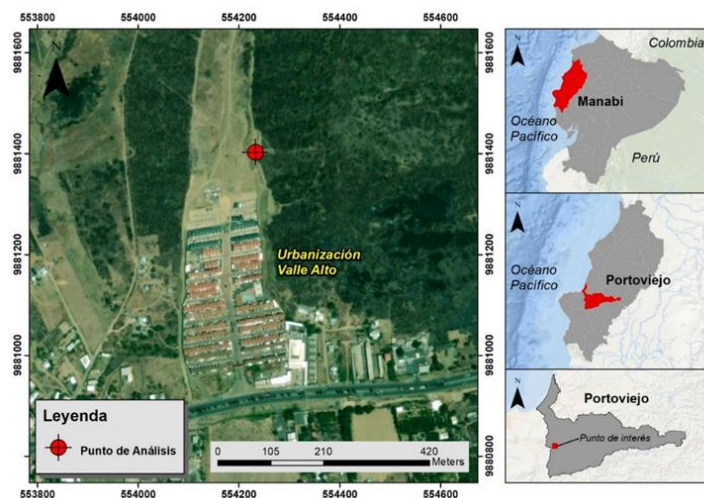 553800 554000 554200 554400 554600
9881600
9881400
9881200
9881000
9880800
9881600
9881400
9881200
9881000
9880800
N
Urbanización
Valle Alto
Leyenda
Punto de Análisis
0 105 210 420
Meters
553800 554000 554200 554400 554600
N
Colombia
Manabi
Océano
Pacífico
Perú
N
Océano
Pacífico
Portoviejo
N
Portoviejo
Punto de interés